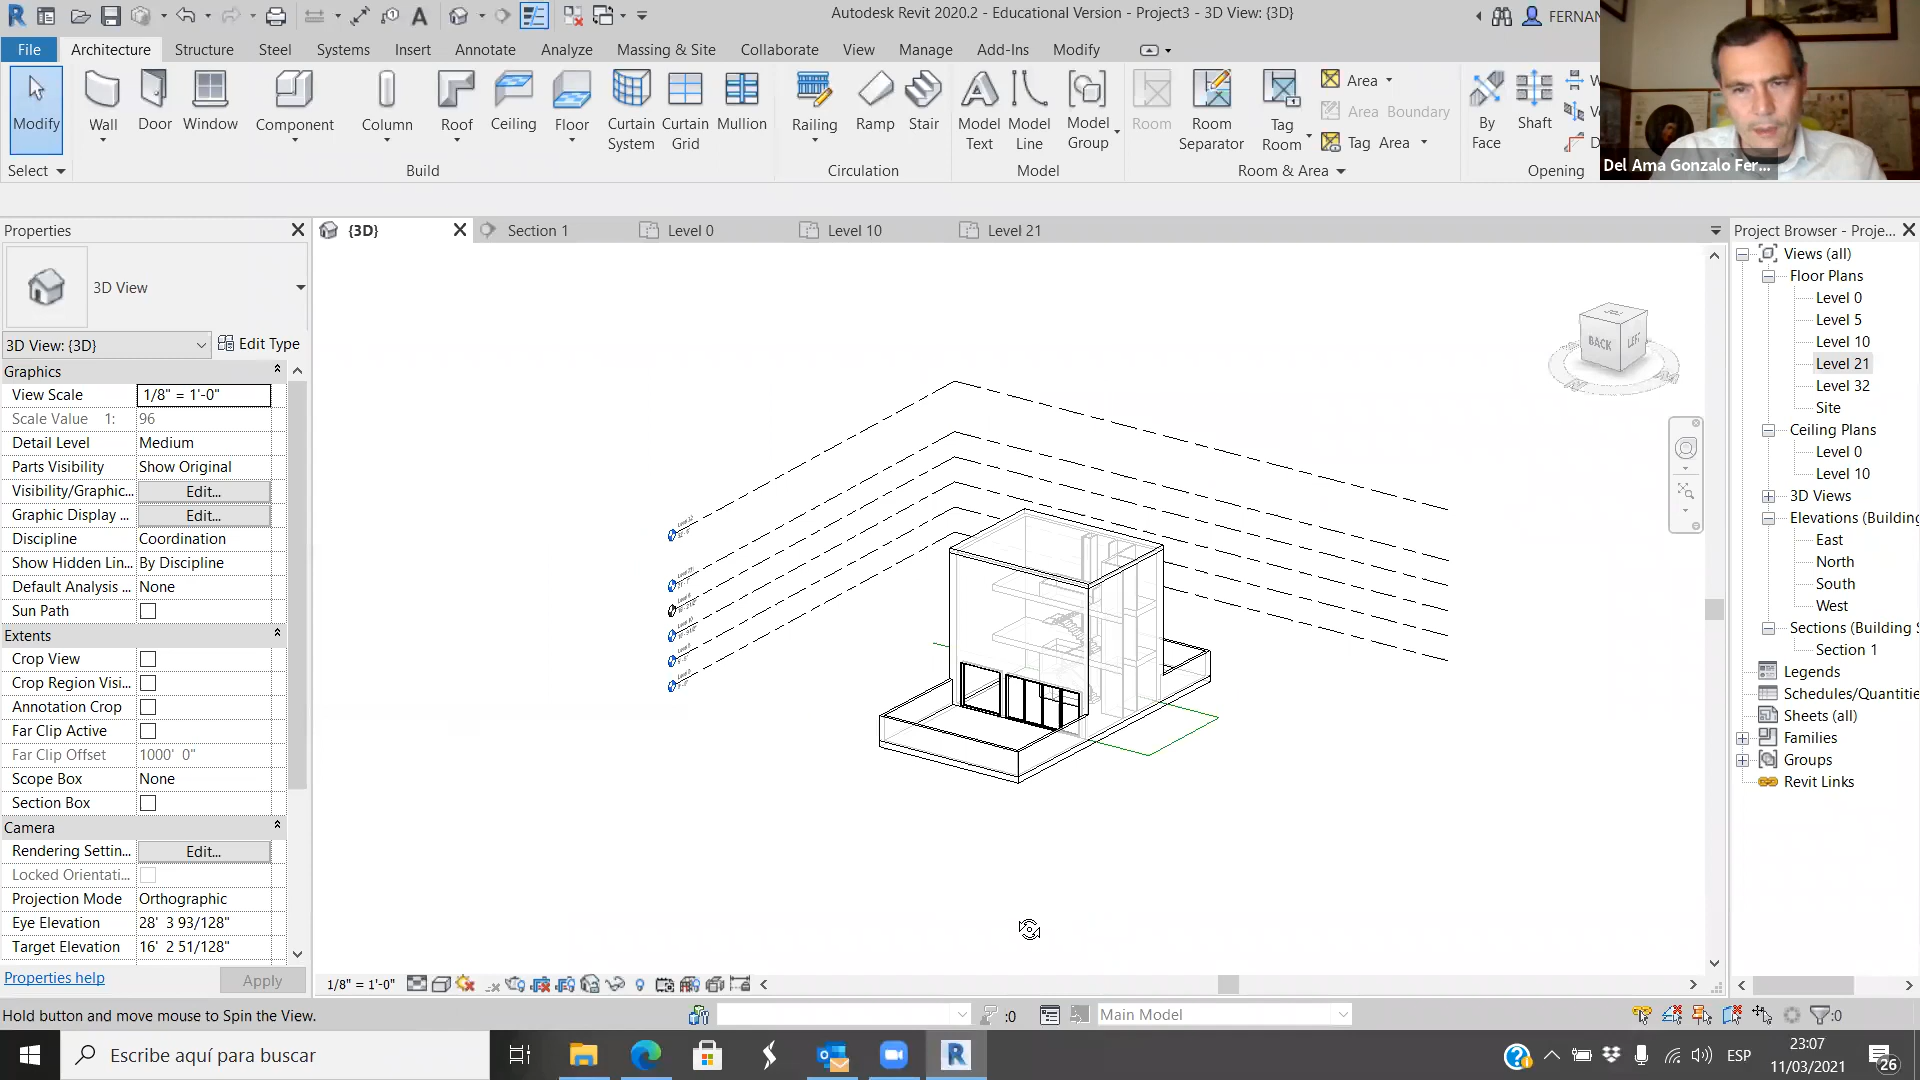 Autodesk Revit 2020.2 - Educational Version - Project3 - 3D View: {3D}
FERNAN
File Architecture Structure Steel Systems Insert Annotate Analyze Massing & Site Collaborate View Manage Add-Ins Modify
Modify Wall Door Window Component Column Roof Ceiling Floor Curtain System Curtain Grid Mullion Railing Ramp Stair Model Text Model Line Model Group Room Room Separator Tag Room By Face Shaft
Area
Area Boundary
Tag Area
Select Build Circulation Model Room & Area Opening
Del Ama Gonzalo Fer...
Properties
3D View
3D View: {3D} Edit Type
Graphics
View Scale 1/8" = 1'-0"
Scale Value 1: 96
Detail Level Medium
Parts Visibility Show Original
Visibility/Graphic... Edit...
Graphic Display ... Edit...
Discipline Coordination
Show Hidden Lin... By Discipline
Default Analysis ... None
Sun Path
Extents
Crop View
Crop Region Visi...
Annotation Crop
Far Clip Active
Far Clip Offset 1000' 0"
Scope Box None
Section Box
Camera
Rendering Settin... Edit...
Locked Orientati...
Projection Mode Orthographic
Eye Elevation 28' 3 93/128"
Target Elevation 16' 2 51/128"
Properties help Apply
{3D} Section 1 Level 0 Level 10 Level 21
BACK LEFT
1/8" = 1'-0"
Project Browser - Proje...
Views (all)
Floor Plans
Level 0
Level 5
Level 10
Level 21
Level 32
Site
Ceiling Plans
Level 0
Level 10
3D Views
Elevations (Building
East
North
South
West
Sections (Building S
Section 1
Legends
Schedules/Quantitie
Sheets (all)
Families
Groups
Revit Links
Hold button and move mouse to Spin the View.
:0
Main Model
:0
Escribe aquí para buscar
ESP
23:07
11/03/2021
26